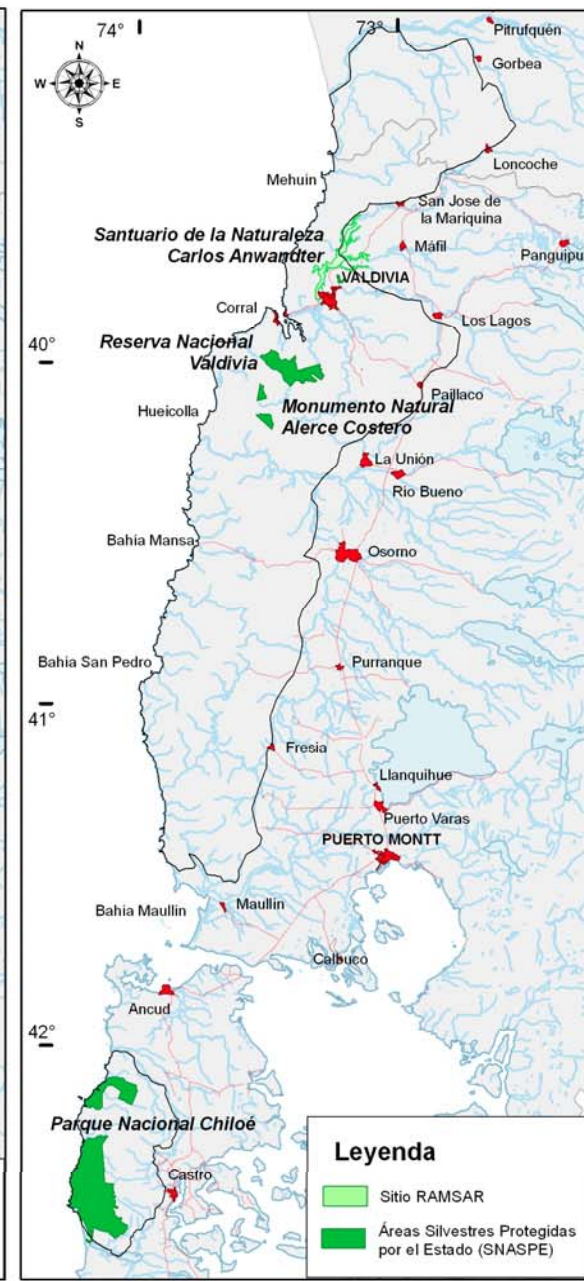 74°
73°
N
W
E
S
Pitrufquén
Gorbea
Loncoche
Mehuin
San Jose de
la Mariquina
Santuario de la Naturaleza
Carlos Anwandter
Máfil
Panguipu
VALDIVIA
Corral
Los Lagos
Reserva Nacional
Valdivia
40°
Paillaco
Hueicolla
Monumento Natural
Alerce Costero
La Unión
Río Bueno
Bahía Mansa
Osorno
Bahia San Pedro
Purranque
41°
Fresia
Llanquihue
Puerto Varas
PUERTO MONTT
Bahia Maullin
Maullín
Calbuco
Ancud
42°
Parque Nacional Chiloé
Castro
Leyenda
Sitio RAMSAR
Áreas Silvestres Protegidas
por el Estado (SNASPE)